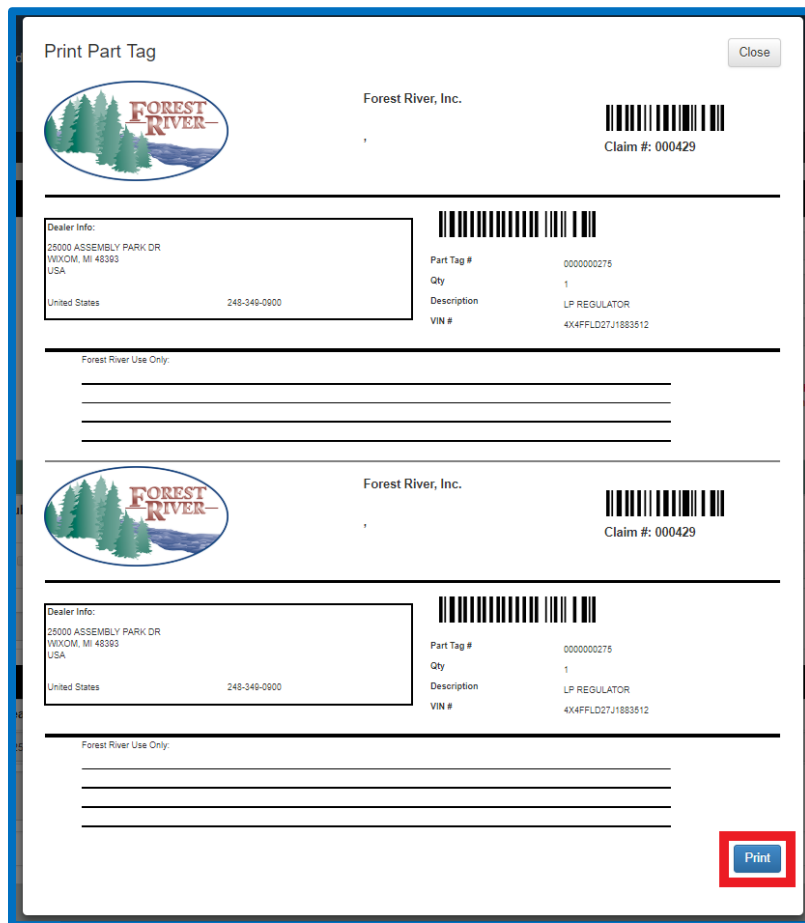 Print Part Tag
Close
FOREST
RIVER
Forest River, Inc.
,
Claim #: 000429
Dealer Info:
25000 ASSEMBLY PARK DR
WIXOM, MI 48393
USA
United States 248-349-0900
Part Tag # 0000000275
Qty 1
Description LP REGULATOR
VIN # 4X4FFLD27J1883512
Forest River Use Only:
FOREST
RIVER
Forest River, Inc.
,
Claim #: 000429
Dealer Info:
25000 ASSEMBLY PARK DR
WIXOM, MI 48393
USA
United States 248-349-0900
Part Tag # 0000000275
Qty 1
Description LP REGULATOR
VIN # 4X4FFLD27J1883512
Forest River Use Only:
Print